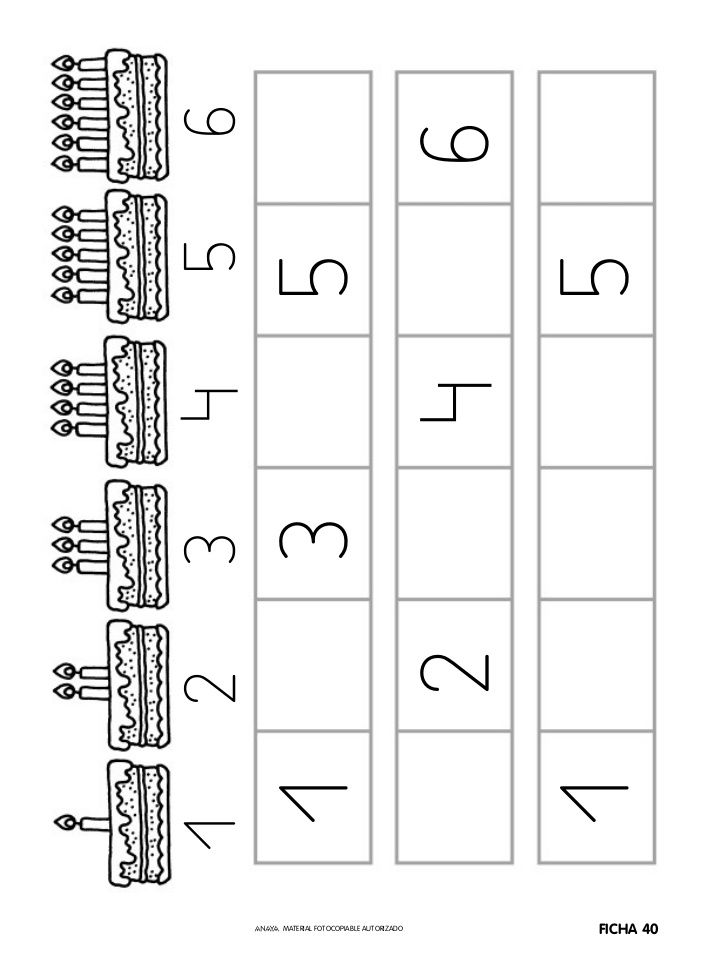 1 2 3 4 5 6
1 3 5
2 4 6
1 5
ANAYA. MATERIAL FOTOCOPIABLE AUTORIZADO
FICHA 40